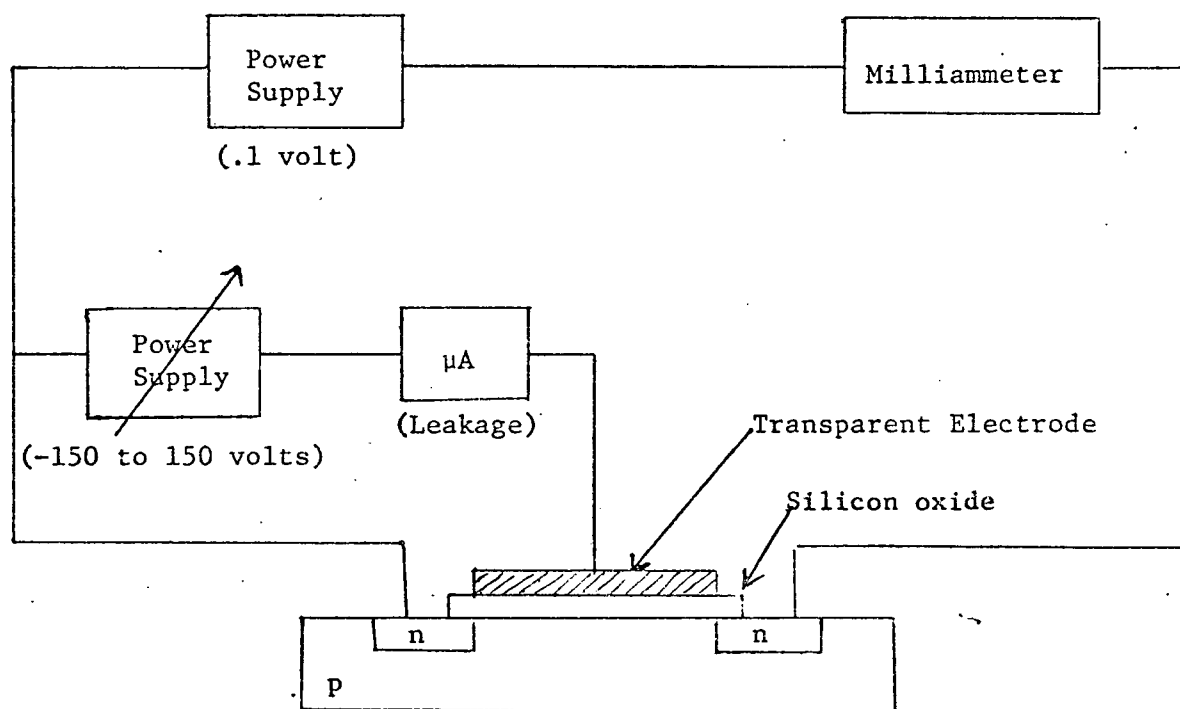 Power
Supply
(.1 volt)
Milliammeter
Power
Supply
(-150 to 150 volts)
μA
(Leakage)
Transparent Electrode
Silicon oxide
n
n
p